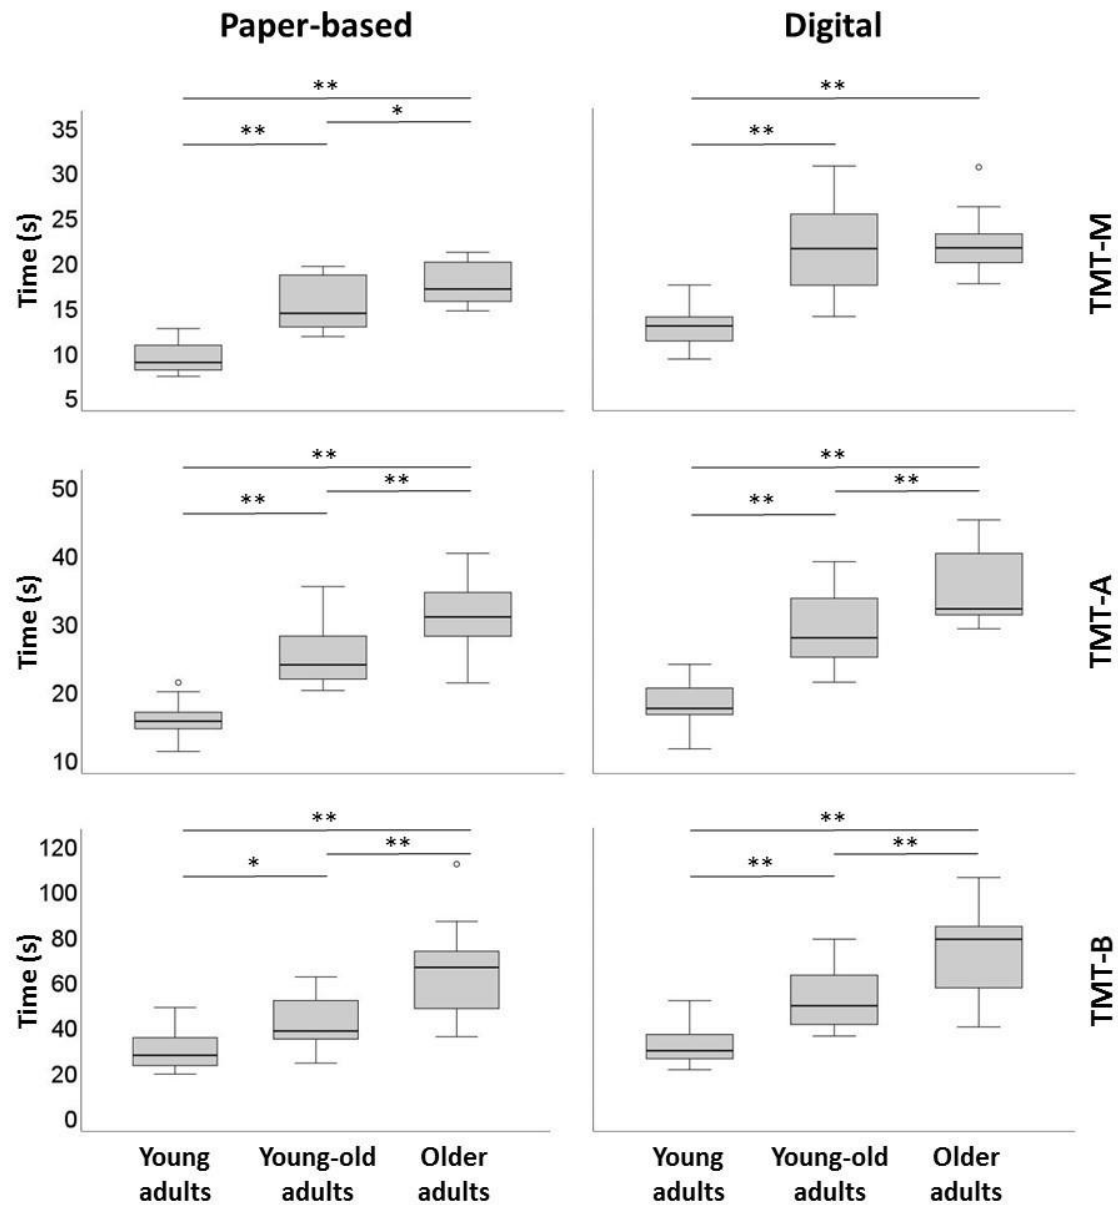 Paper-based
Digital
**
**
*
**
**
35
30
25
20
15
10
5
Time (s)
TMT-M
**
**
**
**
**
**
50
40
30
20
10
Time (s)
TMT-A
**
*
**
**
**
**
120
100
80
60
40
20
0
Time (s)
TMT-B
Young adults
Young-old adults
Older adults
Young adults
Young-old adults
Older adults